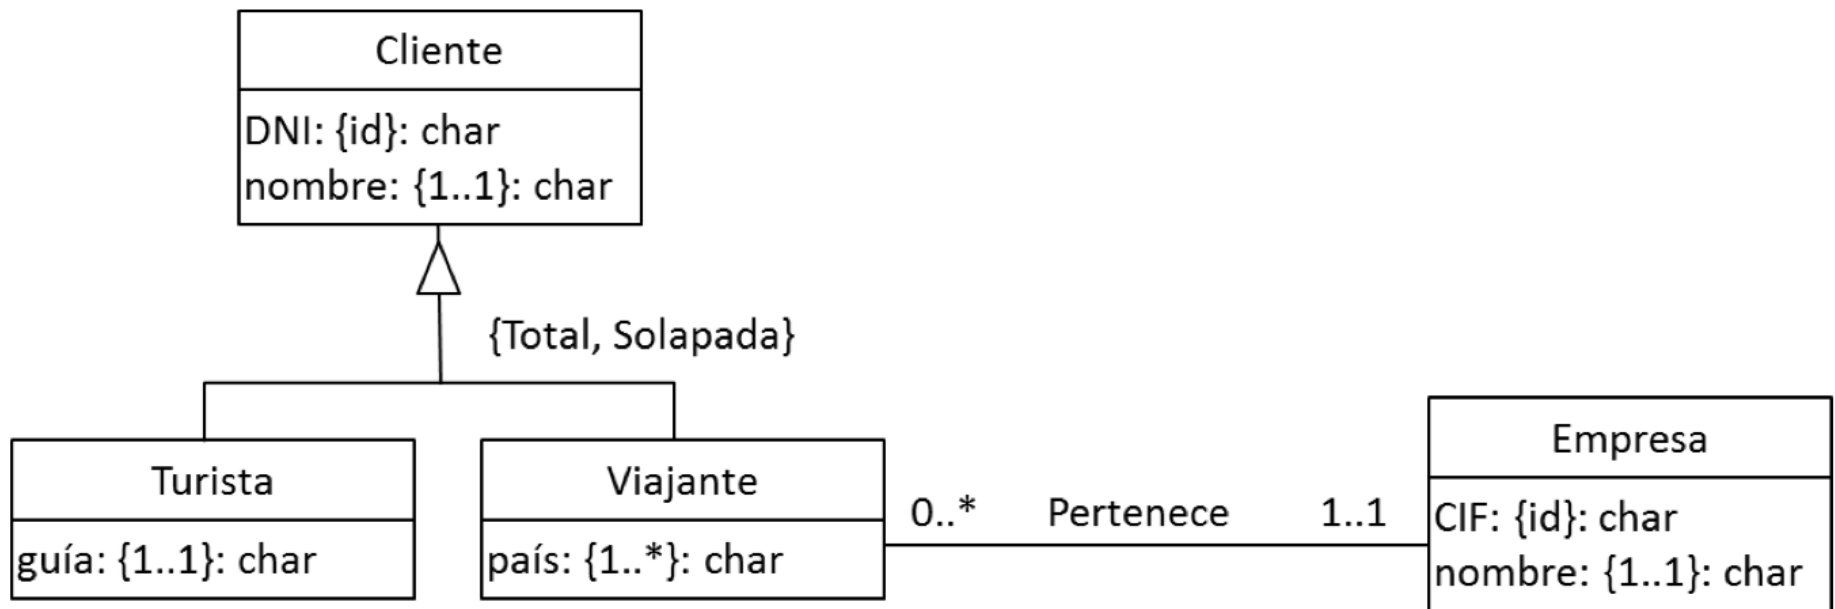 Cliente
DNI: {id}: char
nombre: {1..1}: char
{Total, Solapada}
Turista
guía: {1..1}: char
Viajante
país: {1..*}: char
0..* Pertenece 1..1
Empresa
CIF: {id}: char
nombre: {1..1}: char